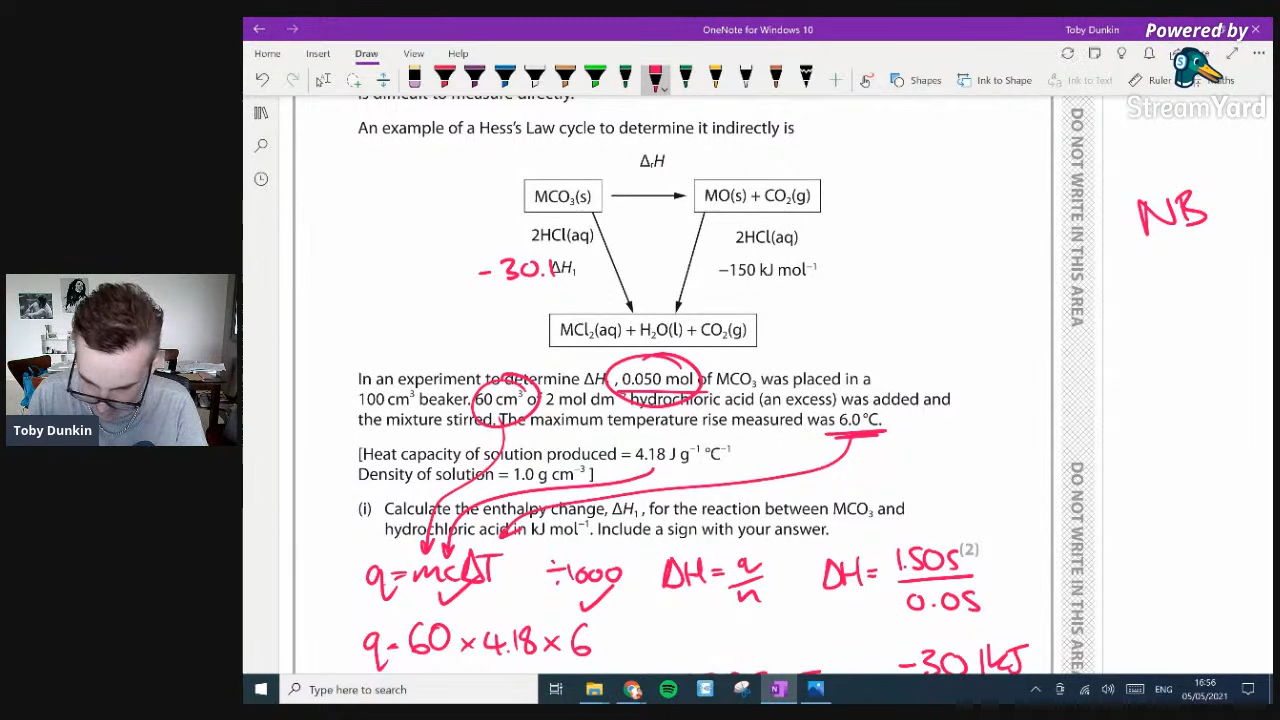 OneNote for Windows 10
Toby Dunkin
Powered by
StreamYard
Home Insert Draw View Help
Shapes Ink to Shape Ink to Text Ruler Maths
is difficult to measure directly.
An example of a Hess's Law cycle to determine it indirectly is
ΔᵣH
MCO₃(s) MO(s) + CO₂(g)
2HCl(aq) 2HCl(aq)
-30.1 ΔH₁ −150 kJ mol⁻¹
MCl₂(aq) + H₂O(l) + CO₂(g)
NB
In an experiment to determine ΔH₁, 0.050 mol of MCO₃ was placed in a
100 cm³ beaker. 60 cm³ of 2 mol dm⁻³ hydrochloric acid (an excess) was added and
the mixture stirred. The maximum temperature rise measured was 6.0 °C.
[Heat capacity of solution produced = 4.18 J g⁻¹ °C⁻¹
Density of solution = 1.0 g cm⁻³ ]
(i) Calculate the enthalpy change, ΔH₁, for the reaction between MCO₃ and
hydrochloric acid in kJ mol⁻¹. Include a sign with your answer.
(2)
q=mcΔT ÷1000 ΔH=q/n ΔH=1.505/0.05
q=60×4.18×6
-30.1kJ
DO NOT WRITE IN THIS AREA
DO NOT WRITE IN THIS AREA
Toby Dunkin
Type here to search
ENG
16:56
05/05/2021